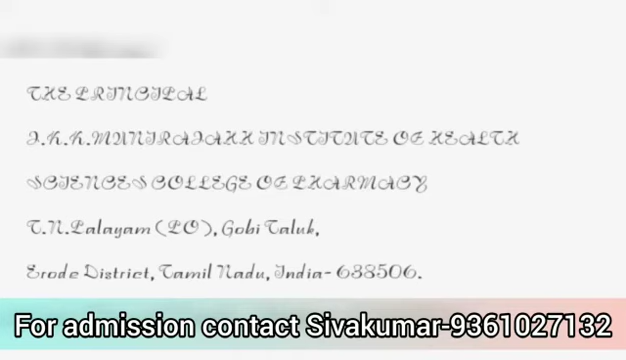 THE PRINCIPAL
J.K.K.MUNIRAJAHH INSTITUTE OF HEALTH
SCIENCES COLLEGE OF PHARMACY
T.N.Palayam (PO), Gobi Taluk,
Erode District, Tamil Nadu, India- 638506.
For admission contact Sivakumar-9361027132